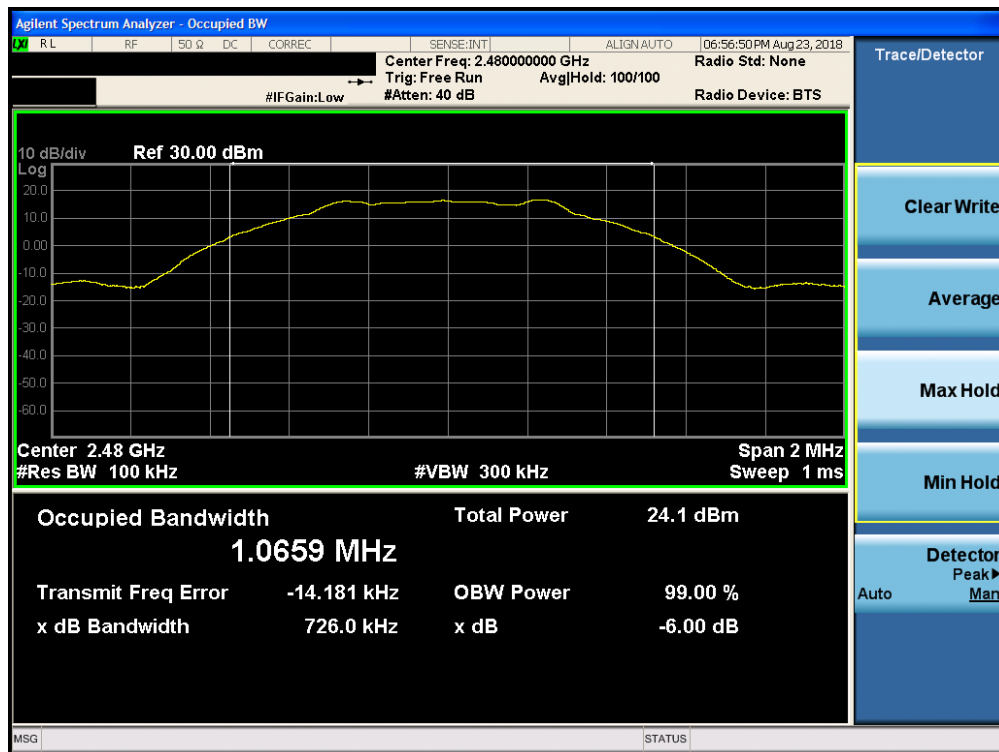 Agilent Spectrum Analyzer - Occupied BW
LXI RL RF 50 Ω DC CORREC SENSE:INT ALIGN AUTO 06:56:50 PM Aug 23, 2018
Center Freq: 2.480000000 GHz Radio Std: None
Trig: Free Run Avg|Hold: 100/100
#IFGain:Low #Atten: 40 dB Radio Device: BTS
Trace/Detector
10 dB/div Ref 30.00 dBm
Log
20.0
10.0
0.00
-10.0
-20.0
-30.0
-40.0
-50.0
-60.0
Center 2.48 GHz Span 2 MHz
#Res BW 100 kHz #VBW 300 kHz Sweep 1 ms
Occupied Bandwidth Total Power 24.1 dBm
1.0659 MHz
Transmit Freq Error -14.181 kHz OBW Power 99.00 %
x dB Bandwidth 726.0 kHz x dB -6.00 dB
Clear Write
Average
Max Hold
Min Hold
Detector
Peak▶
Auto Man
MSG STATUS